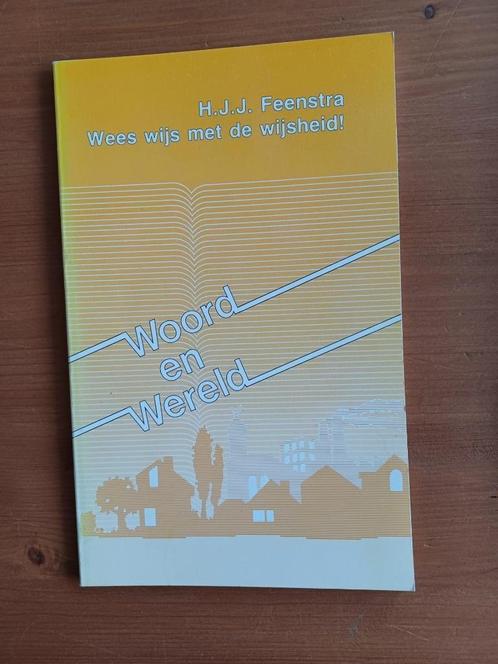 H.J.J. Feenstra
Wees wijs met de wijsheid!
Woord
en
Wereld